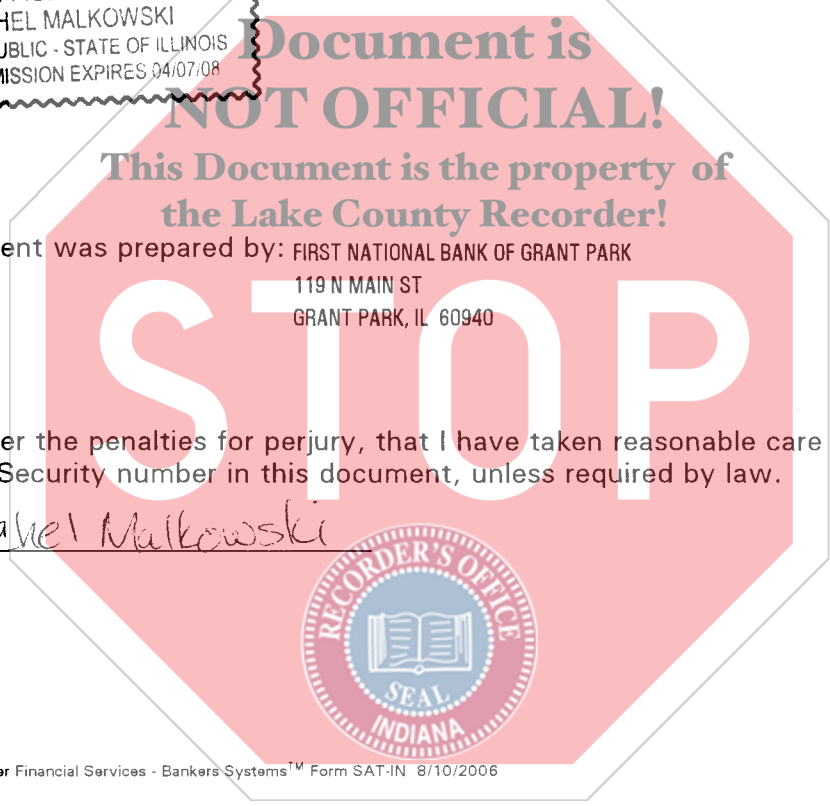 HEL MALKOWSKI
UBLIC - STATE OF ILLINOIS
MISSION EXPIRES 04/07/08
Document is
NOT OFFICIAL!
This Document is the property of
the Lake County Recorder!
ent was prepared by: FIRST NATIONAL BANK OF GRANT PARK
119 N MAIN ST
GRANT PARK, IL 60940
STOP
er the penalties for perjury, that I have taken reasonable care
Security number in this document, unless required by law.
ahel Malkowski
RECORDER'S OFFICE
SEAL
INDIANA
er Financial Services - Bankers Systems™ Form SAT-IN 8/10/2006